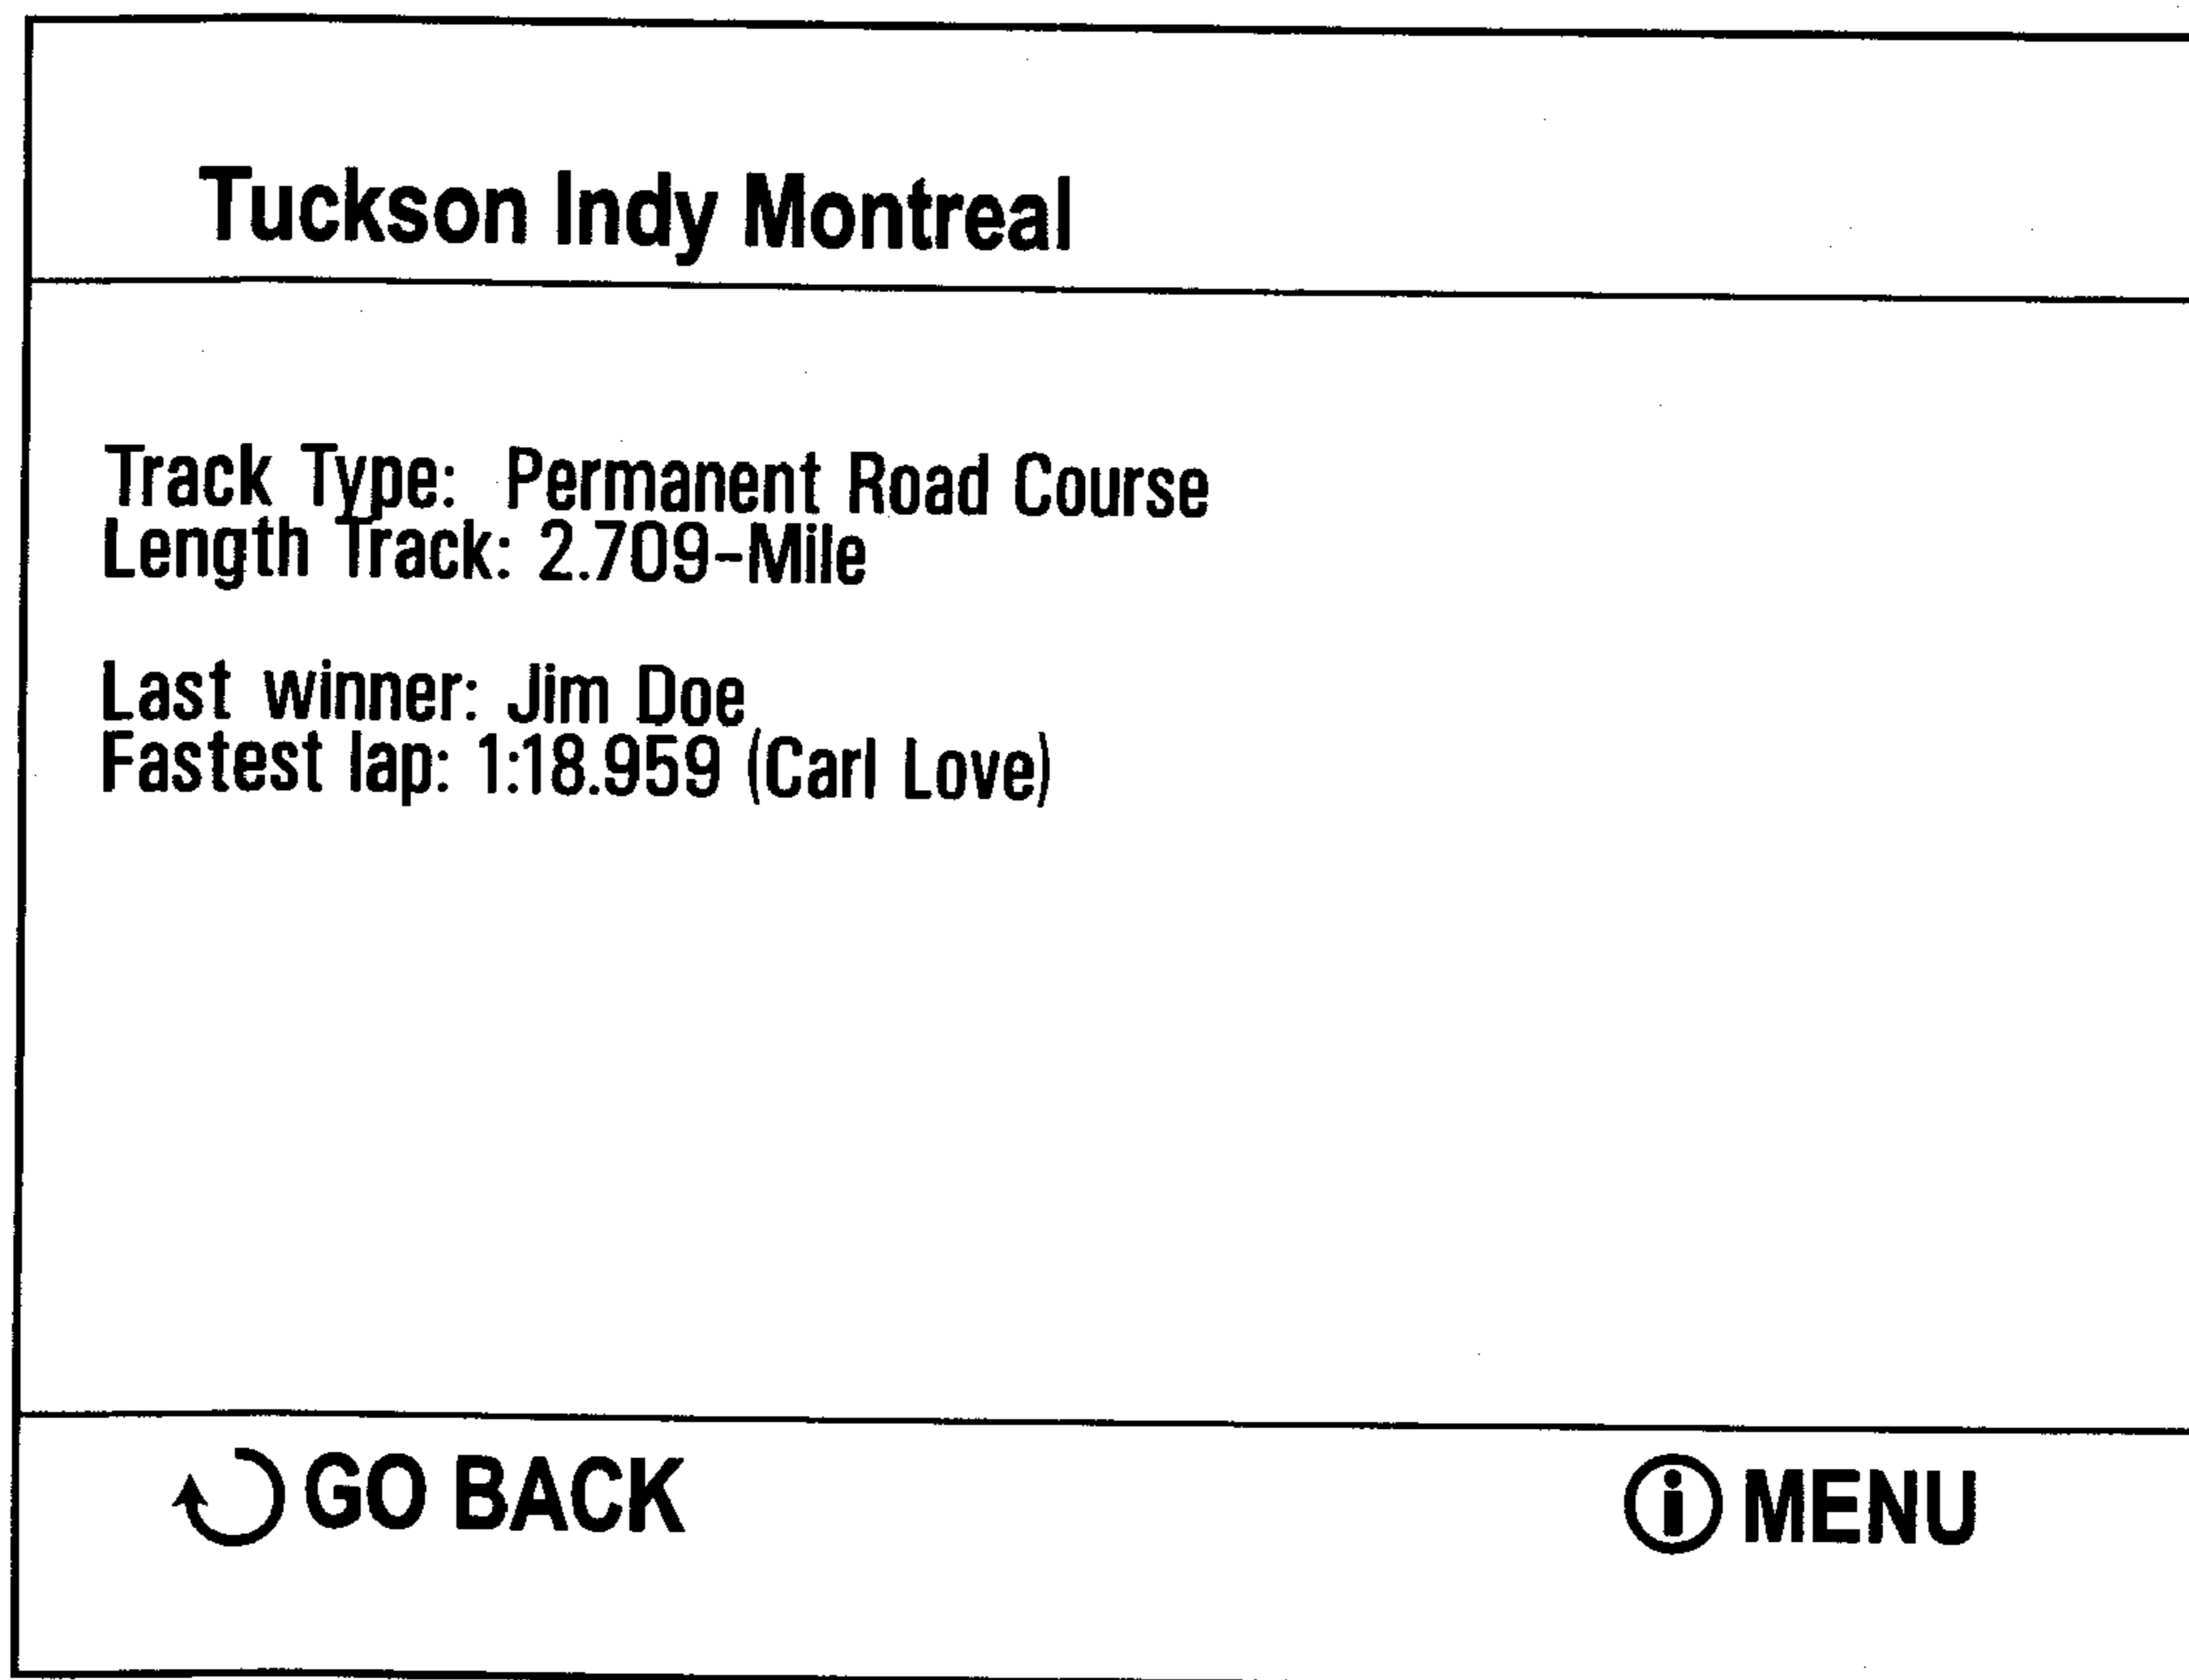 Tuckson Indy Montreal
Track Type: Permanent Road Course
Length Track: 2.709-Mile
Last winner: Jim Doe
Fastest lap: 1:18.959 (Carl Love)
GO BACK
i MENU